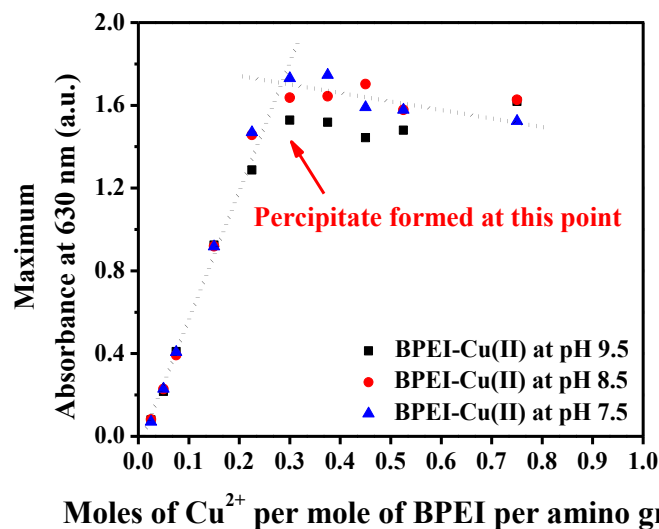 Maximum
Absorbance at 630 nm (a.u.)
2.0
1.6
1.2
0.8
0.4
0.0
Percipitate formed at this point
BPEI-Cu(II) at pH 9.5
BPEI-Cu(II) at pH 8.5
BPEI-Cu(II) at pH 7.5
0.0 0.1 0.2 0.3 0.4 0.5 0.6 0.7 0.8 0.9 1.0
Moles of Cu²⁺ per mole of BPEI per amino gr